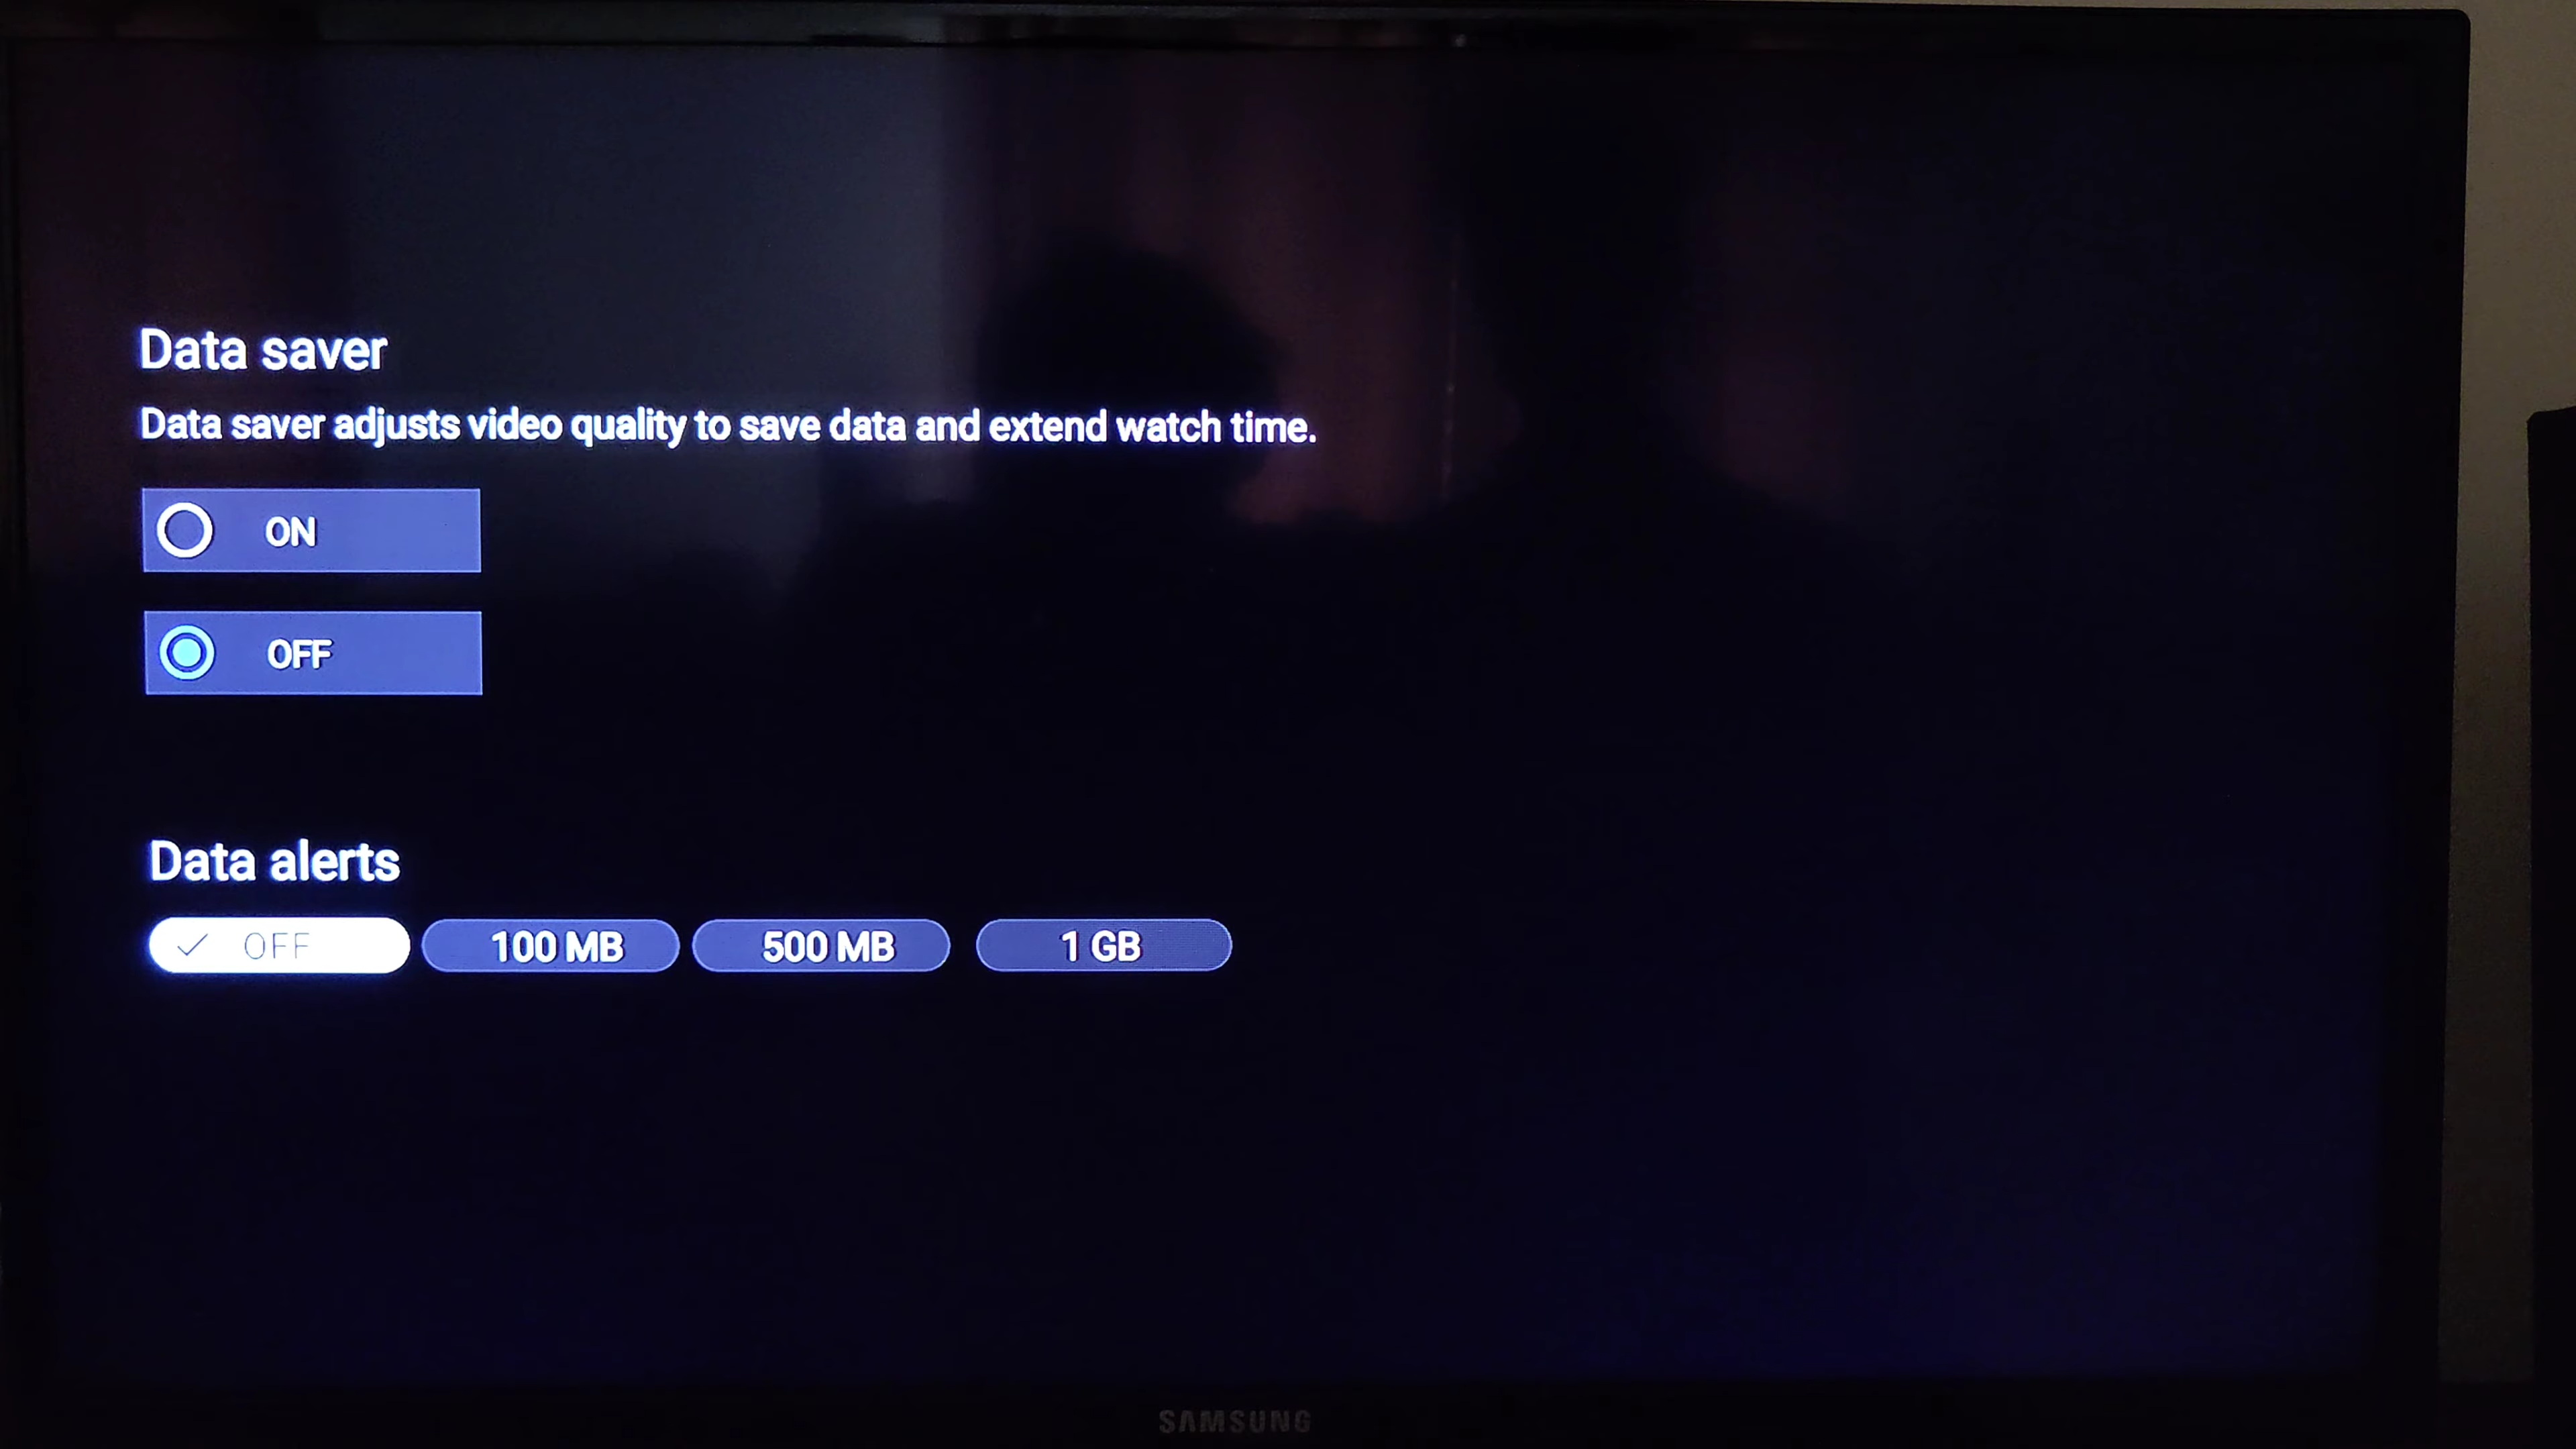 Data saver
Data saver adjusts video quality to save data and extend watch time.
ON
OFF
Data alerts
OFF 100 MB 500 MB 1 GB
SAMSUNG